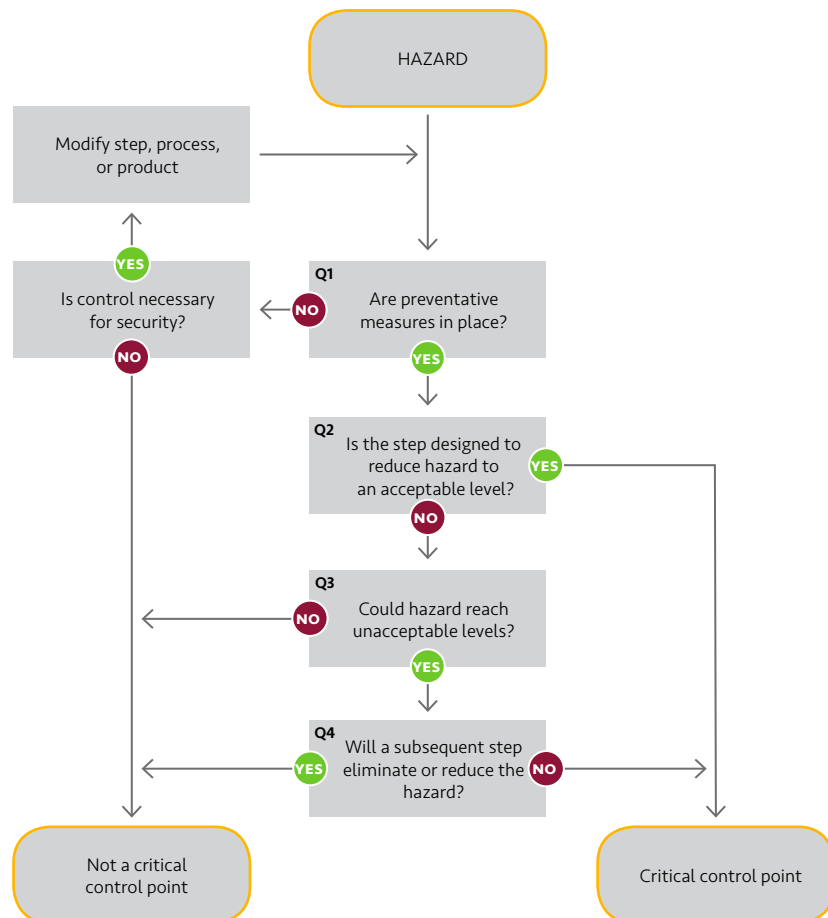 HAZARD
Modify step, process,
or product
YES
Is control necessary
for security?
NO
Q1
NO
Are preventative
measures in place?
YES
Q2
Is the step designed to
reduce hazard to
an acceptable level?
YES
NO
Q3
NO
Could hazard reach
unacceptable levels?
YES
Q4
YES
Will a subsequent step
eliminate or reduce the
hazard?
NO
Not a critical
control point
Critical control point